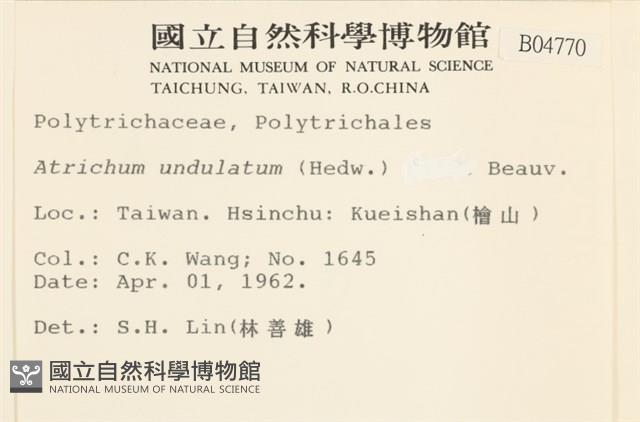 國立自然科學博物館
B04770
NATIONAL MUSEUM OF NATURAL SCIENCE
TAICHUNG, TAIWAN, R.O.CHINA
Polytrichaceae, Polytrichales
Atrichum undulatum (Hedw.) Beauv.
Loc.: Taiwan. Hsinchu: Kueishan(檜山)
Col.: C.K. Wang; No. 1645
Date: Apr. 01, 1962.
Det.: S.H. Lin(林善雄)
國立自然科學博物館
NATIONAL MUSEUM OF NATURAL SCIENCE